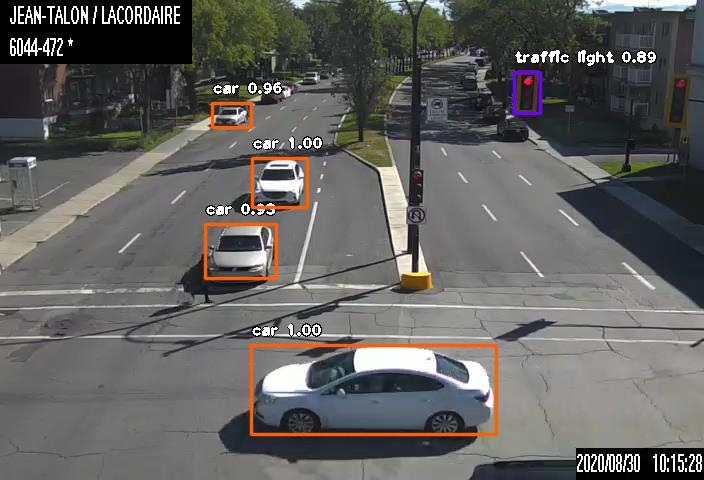 JEAN-TALON / LACORDAIRE
6044-472 *
traffic light 0.89
car 0.96
car 1.00
car 0.93
car 1.00
2020/08/30 10:15:28